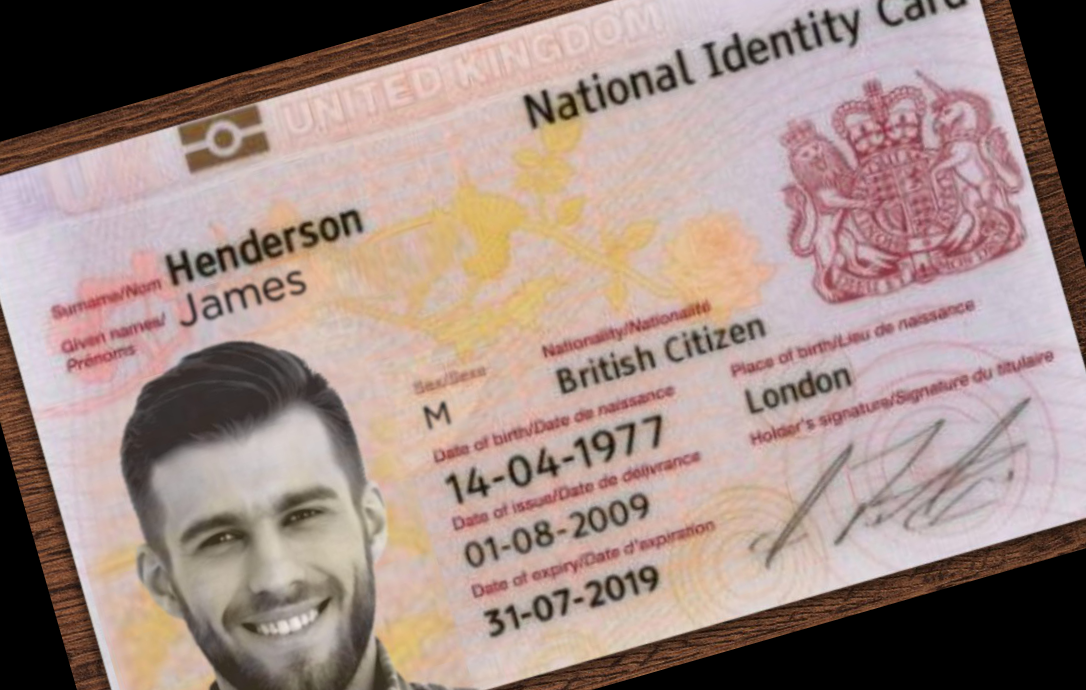 UNITED KINGDOM
National Identity Card
Surname/Nom Henderson
Given names/ James
Prénoms
Sex/Sexe
M
Nationality/Nationalité
British Citizen
Date of birth/Date de naissance
14-04-1977
Place of birth/Lieu de naissance
London
Date of issue/Date de délivrance
01-08-2009
Holder's signature/Signature du titulaire
Date of expiry/Date d'expiration
31-07-2019